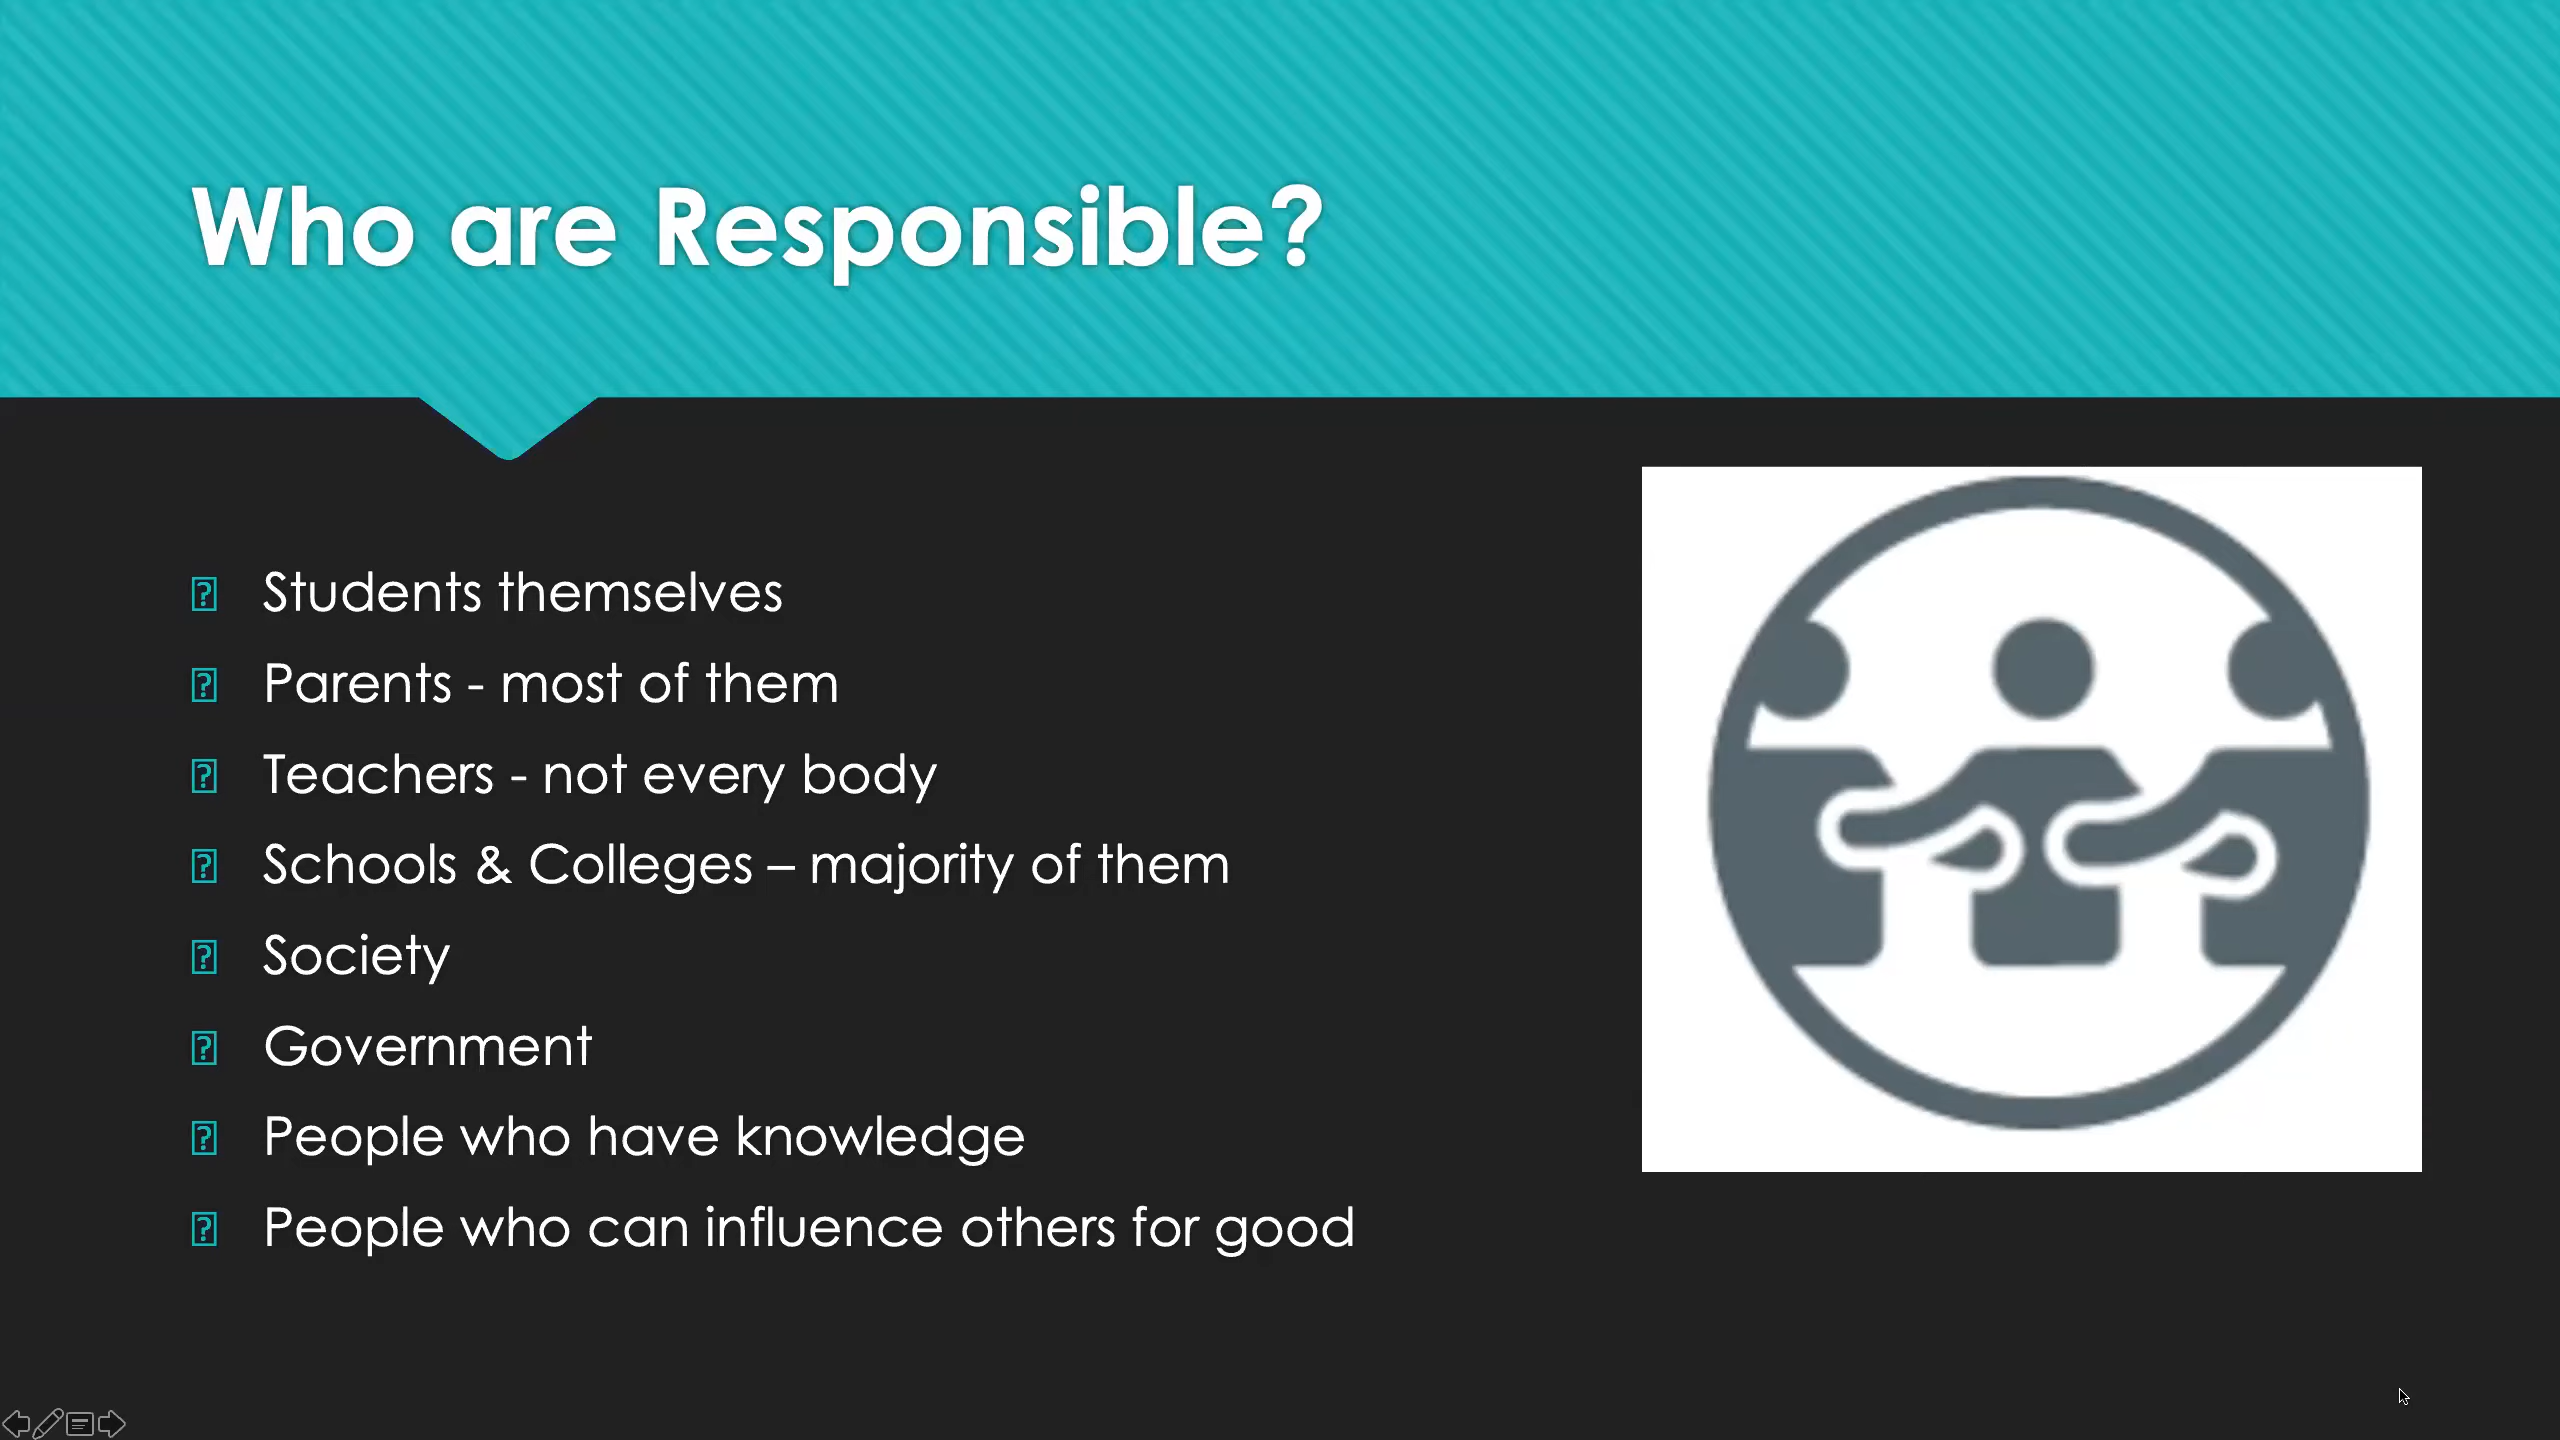 Who are Responsible?
Students themselves
Parents - most of them
Teachers - not every body
Schools & Colleges – majority of them
Society
Government
People who have knowledge
People who can influence others for good